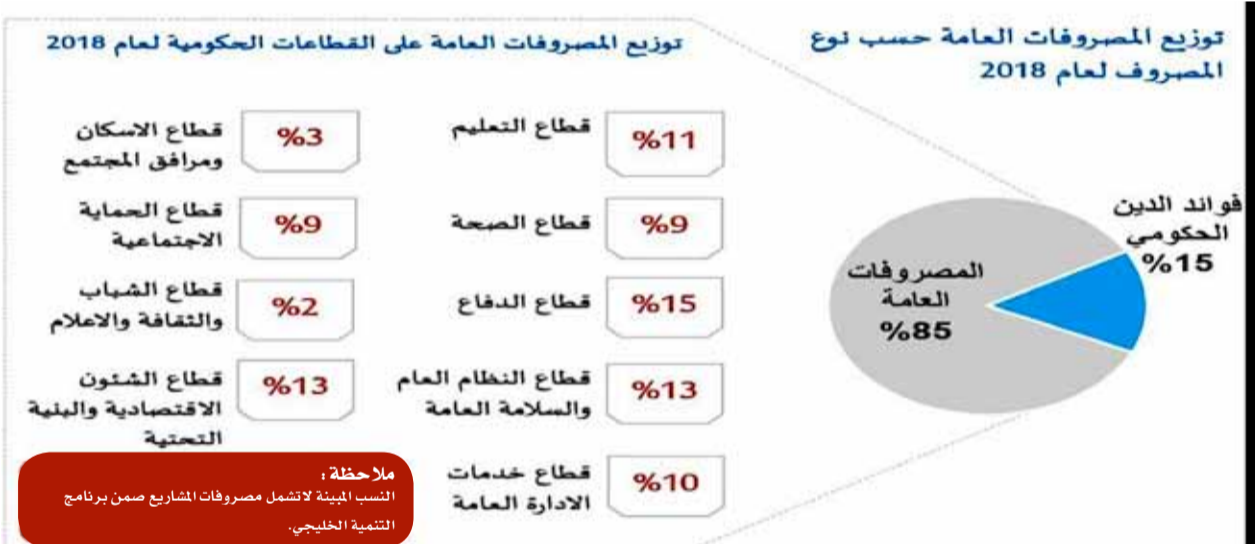 توزيع المصروفات العامة حسب نوع
المصروف لعام 2018
فوائد الدين
الحكومي
%15
المصروفات
العامة
%85
توزيع المصروفات العامة على القطاعات الحكومية لعام 2018
قطاع التعليم
%11
قطاع الصحة
%9
قطاع الدفاع
%15
قطاع النظام العام
والسلامة العامة
%13
قطاع خدمات
الادارة العامة
%10
%3
قطاع الاسكان
ومرافق المجتمع
%9
قطاع الحماية
الاجتماعية
%2
قطاع الشباب
والثقافة والاعلام
%13
قطاع الشئون
الاقتصادية والبنية
التحتية
ملاحظة :
النسب المبينة لاتشمل مصروفات المشاريع ضمن برنامج
التنمية الخليجي.